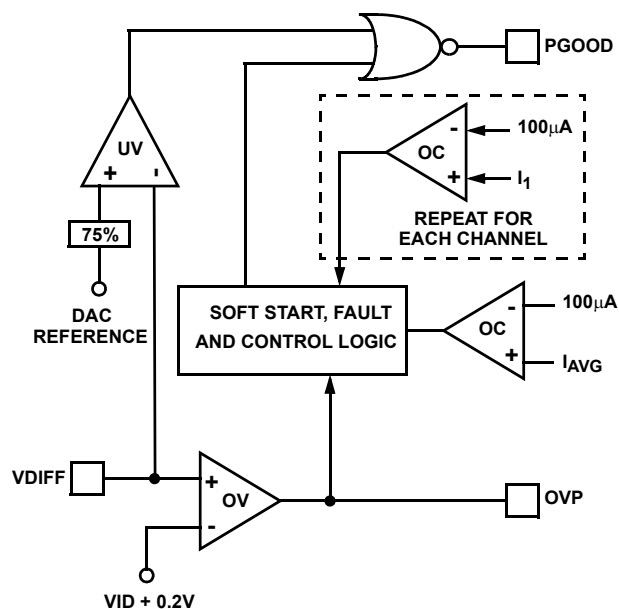 PGOOD
100μA
-
OC
+
I1
REPEAT FOR
EACH CHANNEL
UV
+ -
75%
DAC
REFERENCE
SOFT START, FAULT
AND CONTROL LOGIC
100μA
-
OC
+
IAVG
VDIFF
+
OV
-
OVP
VID + 0.2V